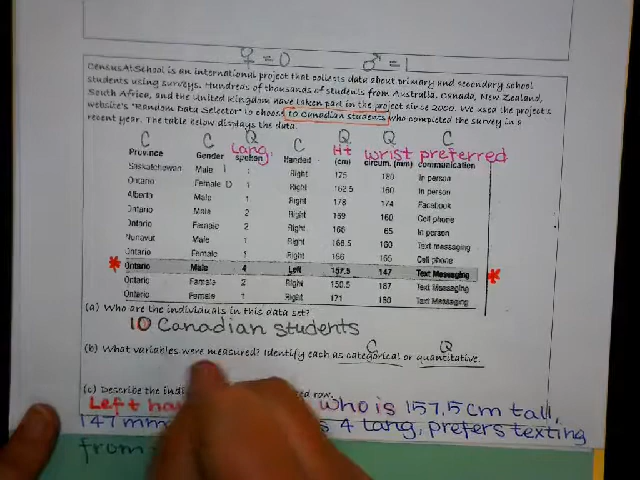 ♀ = 0 ♂ = 1
CensusAtSchool is an international project that collects data about primary and secondary school
students using surveys. Hundreds of thousands of students from Australia, Canada, New Zealand,
South Africa, and the United Kingdom have taken part in the project since 2000. We used the project's
website's "Random Data Selector" to choose 10 Canadian students who completed the survey in a
recent year. The table below displays the data.
C C Q C Q Q C
Lang. Ht wrist preferred
Province Gender spoken Handed (cm) circum. (mm) communication
Saskatchewan Male 1 1 Right 175 180 In person
Ontario Female 0 1 Right 162.5 160 In person
Alberta Male 1 Right 178 174 Facebook
Ontario Male 2 Right 169 160 Cell phone
Ontario Female 2 Right 166 65 In person
Nunavut Male 1 Right 168.5 160 Text messaging
Ontario Female 1 Right 166 165 Cell phone
* Ontario Male 4 Left 157.5 147 Text Messaging *
Ontario Female 2 Right 150.5 187 Text Messaging
Ontario Female 1 Right 171 180 Text Messaging
(a) Who are the individuals in this data set?
10 Canadian students
C Q
(b) What variables were measured? Identify each as categorical or quantitative.
(c) Describe the row.
Left who is 157.5 cm tall,
147 mm 4 lang, prefers texting
from